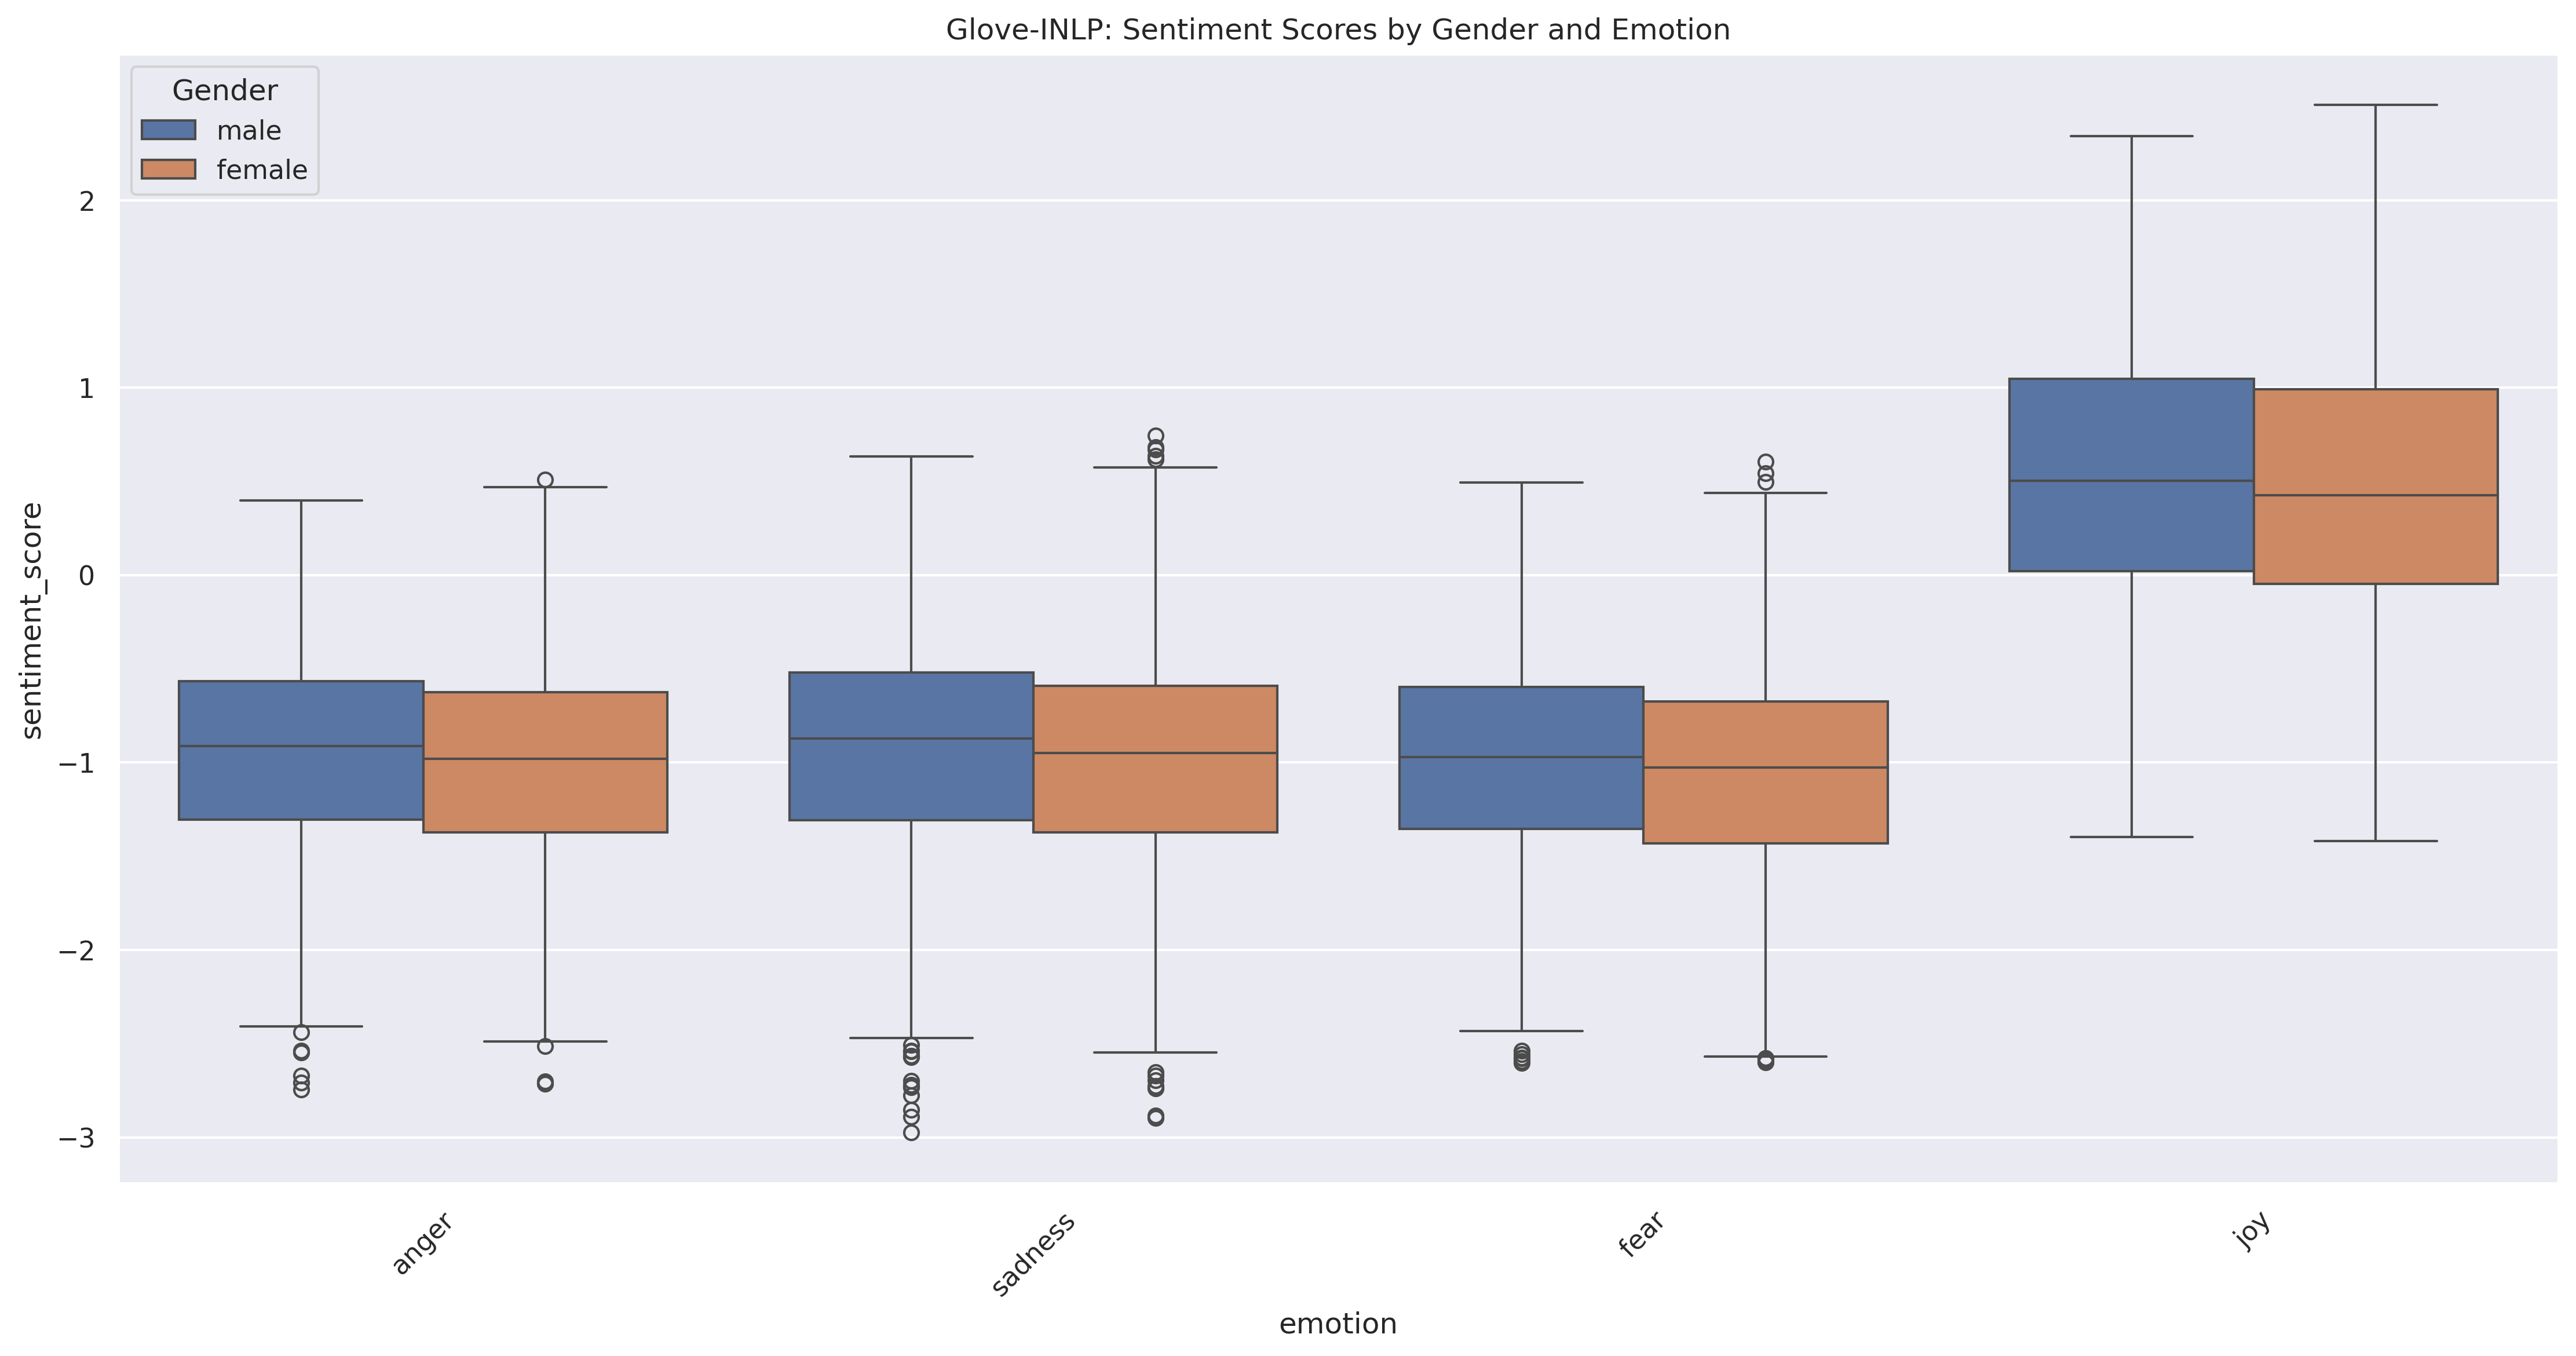 Glove-INLP: Sentiment Scores by Gender and Emotion
Gender
male
female
sentiment_score
2
1
0
−1
−2
−3
anger
sadness
fear
joy
emotion